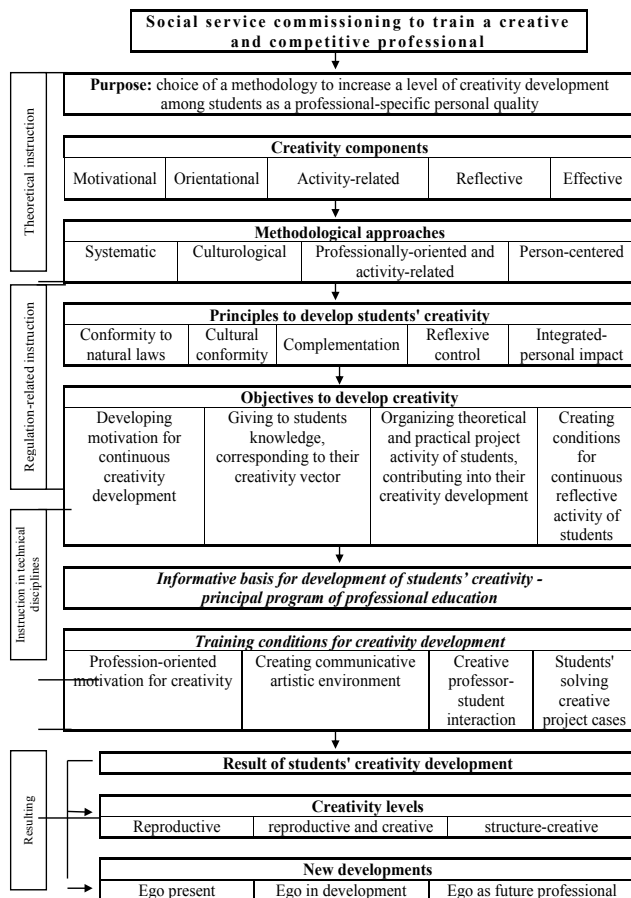 Social service commissioning to train a creative
and competitive professional
Purpose: choice of a methodology to increase a level of creativity development
among students as a professional-specific personal quality
Theoretical instruction
Creativity components
Motivational
Orientational
Activity-related
Reflective
Effective
Methodological approaches
Systematic
Culturological
Professionally-oriented and
activity-related
Person-centered
Regulation-related instruction
Principles to develop students' creativity
Conformity to
natural laws
Cultural
conformity
Complementation
Reflexive
control
Integrated-
personal impact
Objectives to develop creativity
Developing
motivation for
continuous
creativity
development
Giving to students
knowledge,
corresponding to their
creativity vector
Organizing theoretical
and practical project
activity of students,
contributing into their
creativity development
Creating
conditions
for
continuous
reflective
activity of
students
Instruction in technical
disciplines
Informative basis for development of students’ creativity -
principal program of professional education
Training conditions for creativity development
Profession-oriented
motivation for creativity
Creating communicative
artistic environment
Creative
professor-
student
interaction
Students'
solving
creative
project cases
Resulting
Result of students' creativity development
Creativity levels
Reproductive
reproductive and creative
structure-creative
New developments
Ego present
Ego in development
Ego as future professional